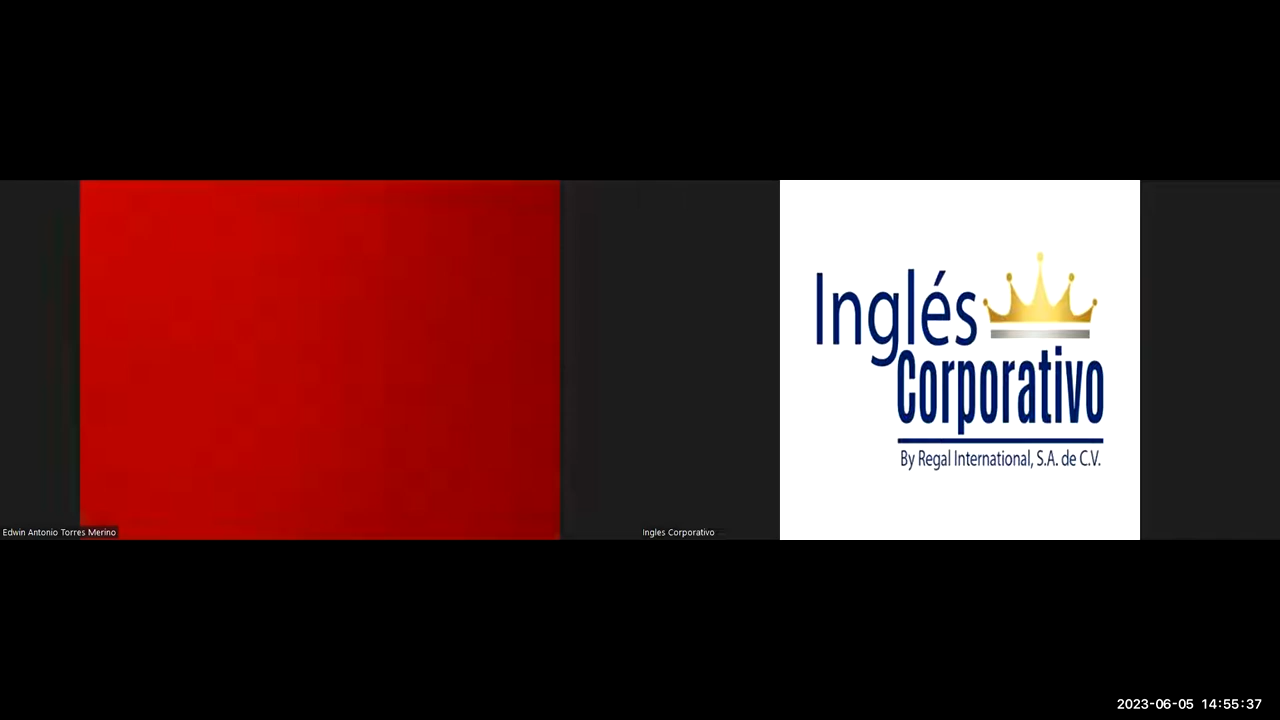 Inglés
Corporativo
By Regal International, S.A. de C.V.
Edwin Antonio Torres Merino
Ingles Corporativo
2023-06-05 14:55:37